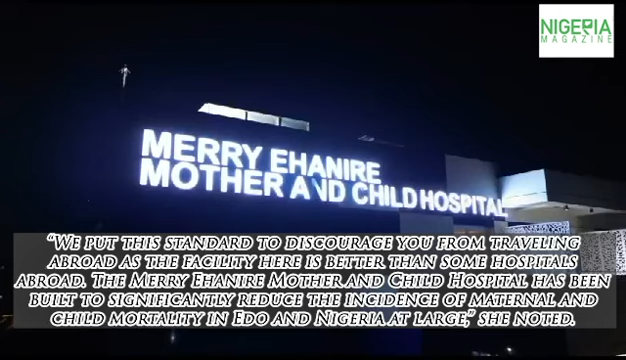 NIGERIA
MAGAZINE
MERRY EHANIRE
MOTHER AND CHILD HOSPITAL
“WE PUT THIS STANDARD TO DISCOURAGE YOU FROM TRAVELING
ABROAD AS THE FACILITY HERE IS BETTER THAN SOME HOSPITALS
ABROAD. THE MERRY EHANIRE MOTHER AND CHILD HOSPITAL HAS BEEN
BUILT TO SIGNIFICANTLY REDUCE THE INCIDENCE OF MATERNAL AND
CHILD MORTALITY IN EDO AND NIGERIA AT LARGE,” SHE NOTED.